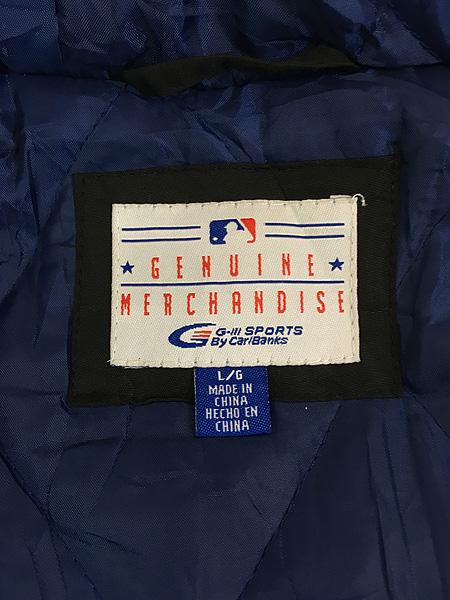 GENUINE
MERCHANDISE
G-III SPORTS
By Carl Banks
L/G
MADE IN
CHINA
HECHO EN
CHINA